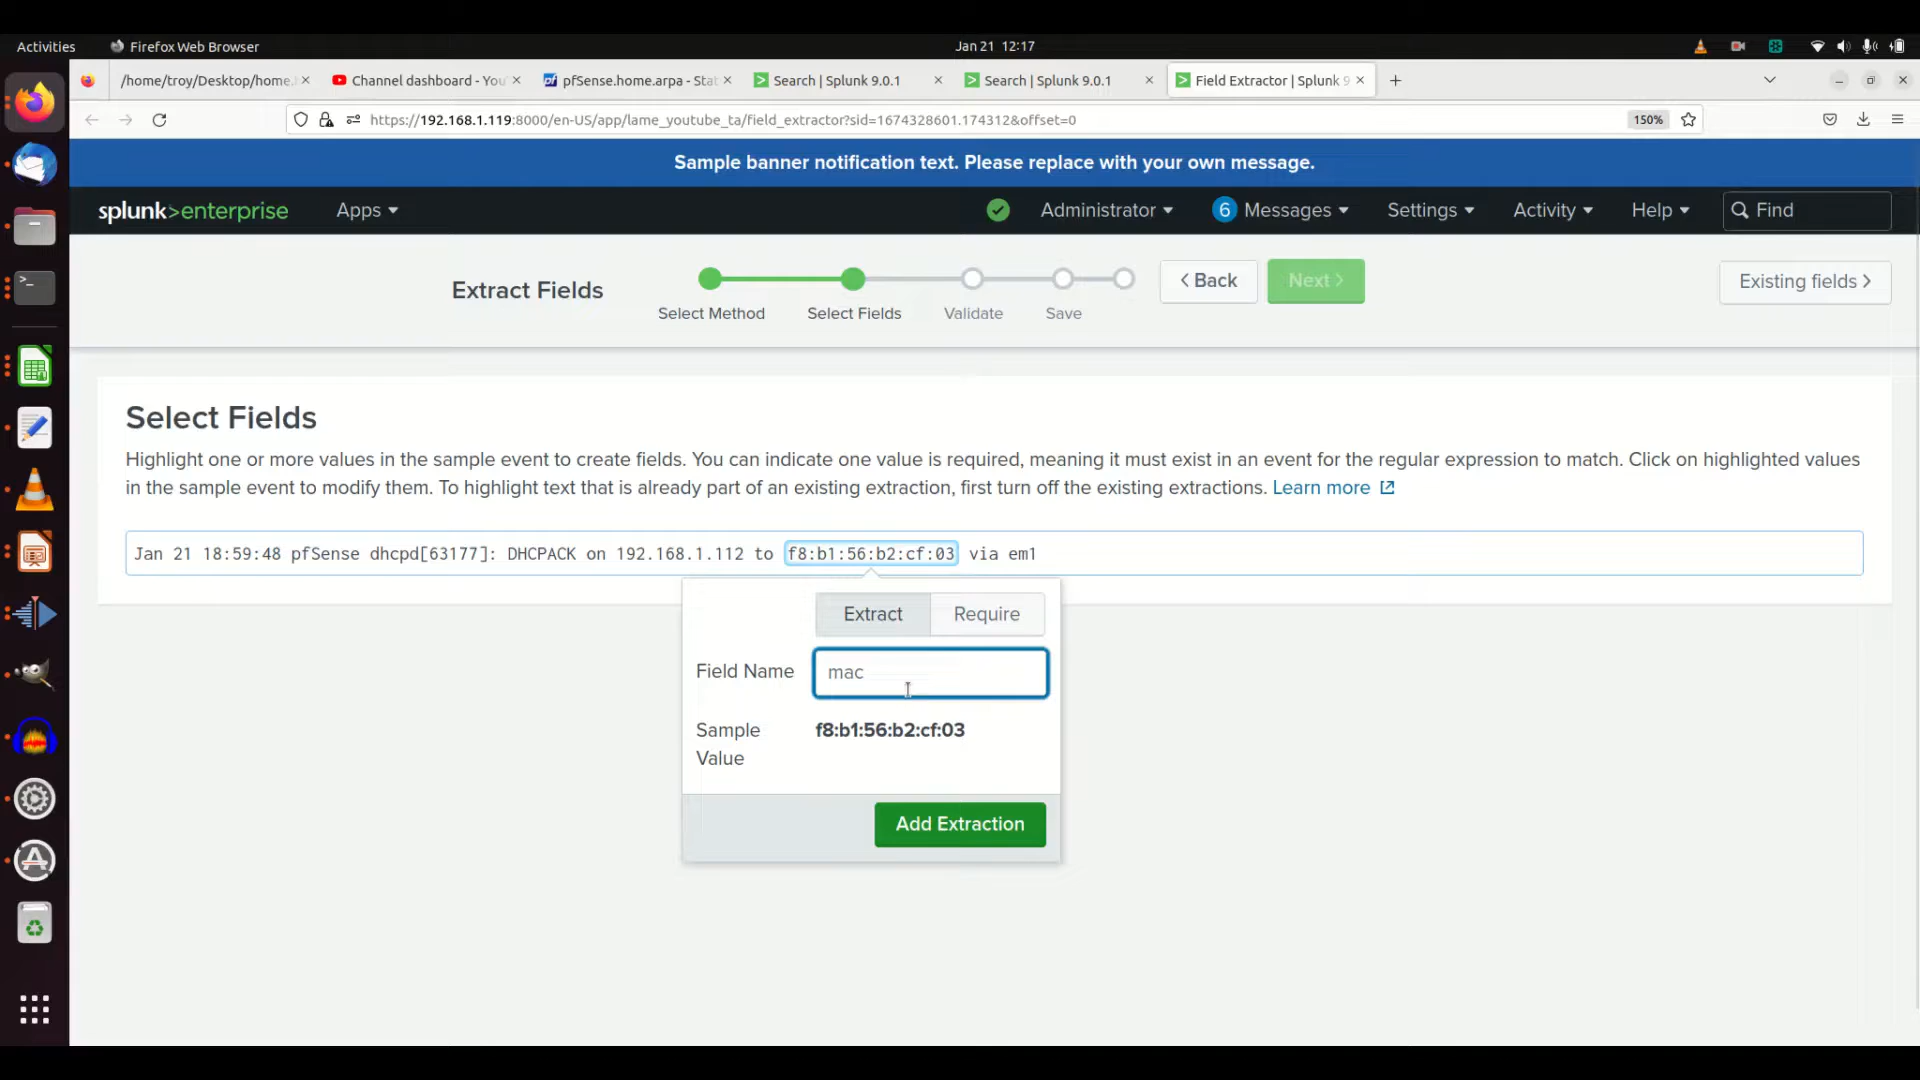 Activities
Firefox Web Browser
Jan 21 12:17
/home/troy/Desktop/home.
Channel dashboard - You
pfSense.home.arpa - Stat
Search | Splunk 9.0.1
Search | Splunk 9.0.1
Field Extractor | Splunk 9
https://192.168.1.119:8000/en-US/app/lame_youtube_ta/field_extractor?sid=1674328601.174312&offset=0
150%
Sample banner notification text. Please replace with your own message.
splunk>enterprise
Apps
Administrator
6 Messages
Settings
Activity
Help
Find
Extract Fields
Select Method
Select Fields
Validate
Save
< Back
Next >
Existing fields >
Select Fields
Highlight one or more values in the sample event to create fields. You can indicate one value is required, meaning it must exist in an event for the regular expression to match. Click on highlighted values
in the sample event to modify them. To highlight text that is already part of an existing extraction, first turn off the existing extractions. Learn more
Jan 21 18:59:48 pfSense dhcpd[63177]: DHCPACK on 192.168.1.112 to f8:b1:56:b2:cf:03 via em1
Extract
Require
Field Name
mac
Sample
Value
f8:b1:56:b2:cf:03
Add Extraction